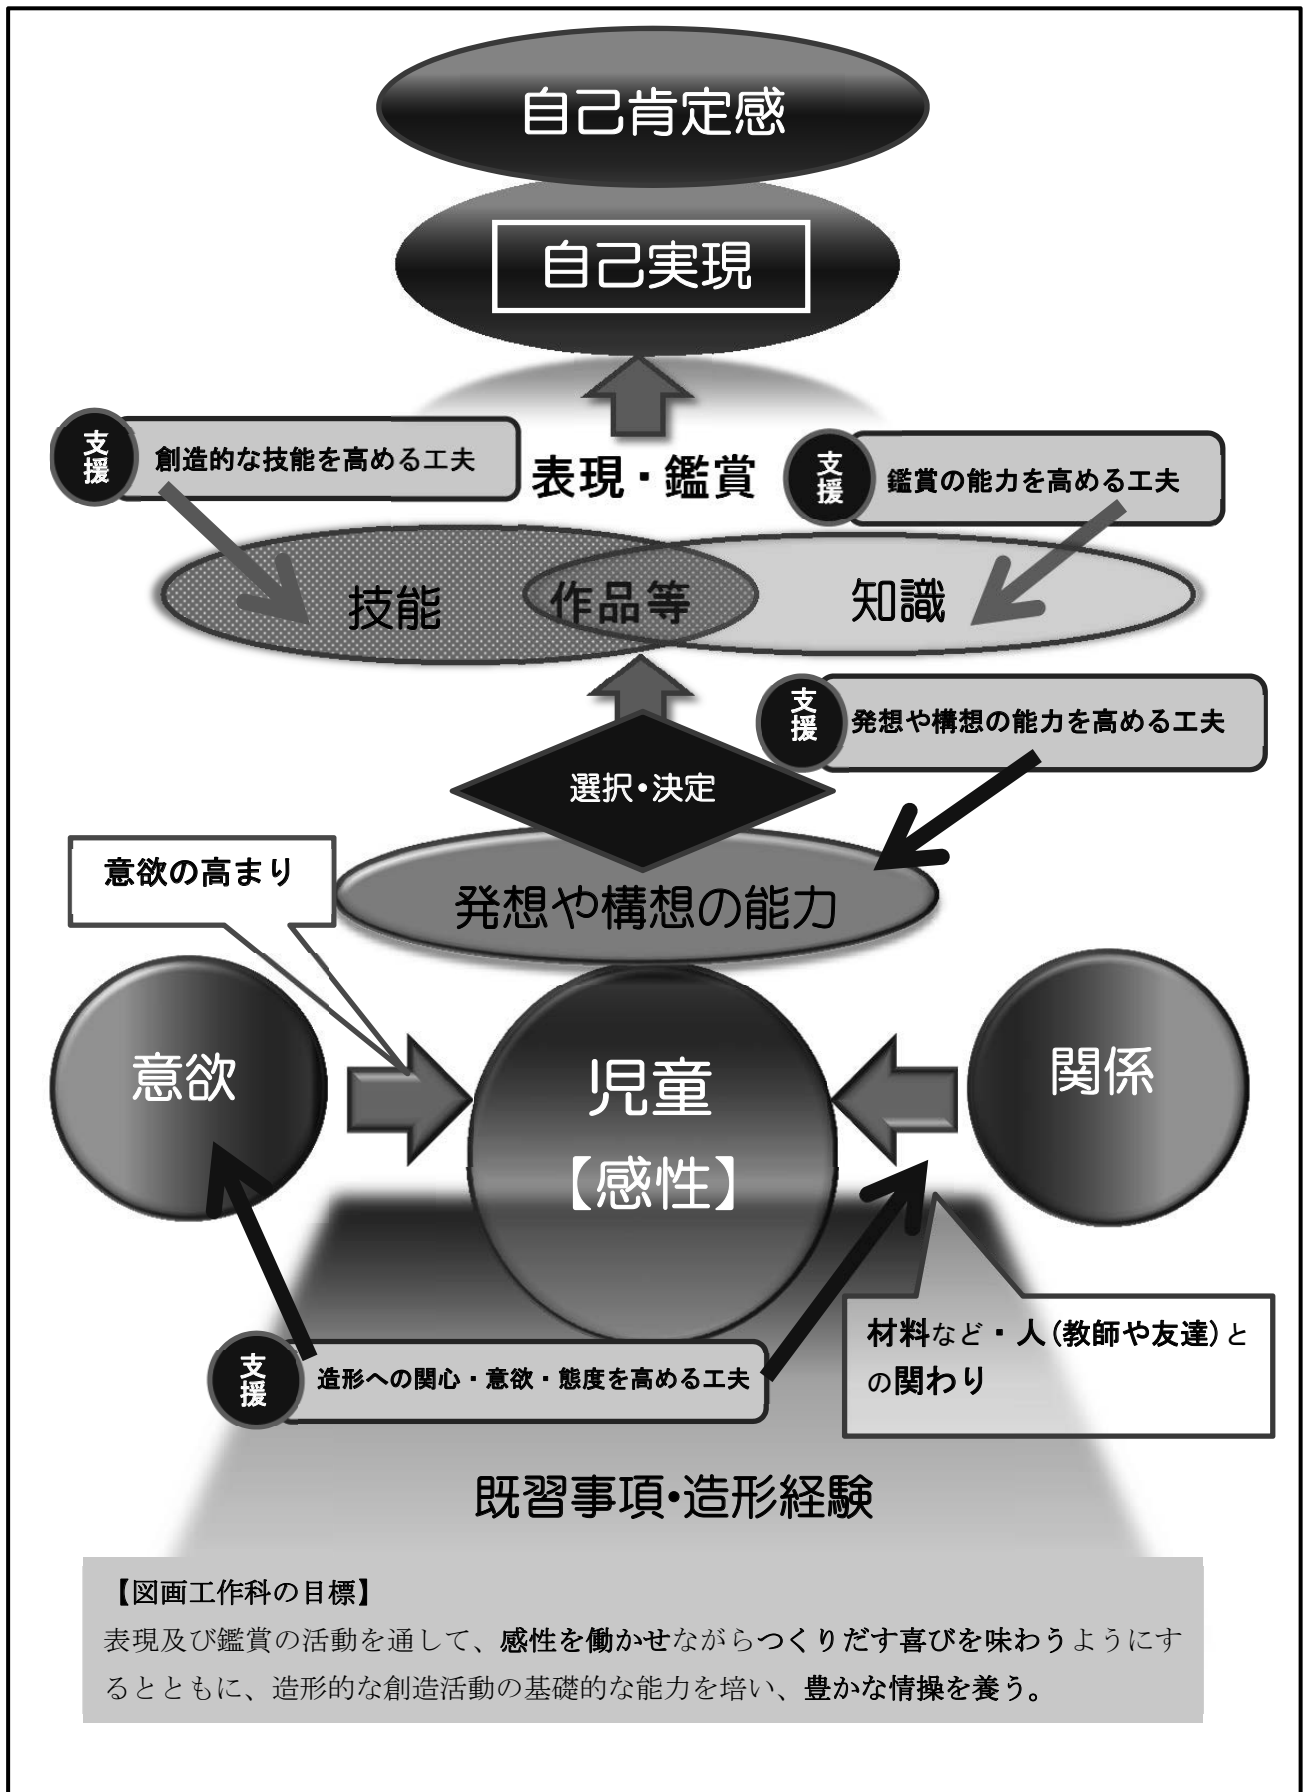 自己肯定感
自己実現
支援
創造的な技能を高める工夫
表現・鑑賞
支援
鑑賞の能力を高める工夫
技能
作品等
知識
支援
発想や構想の能力を高める工夫
選択・決定
意欲の高まり
発想や構想の能力
意欲
児童
【感性】
関係
材料など・人(教師や友達)と
の関わり
支援
造形への関心・意欲・態度を高める工夫
既習事項・造形経験
【図画工作科の目標】
表現及び鑑賞の活動を通して、感性を働かせながらつくりだす喜びを味わうようにす
るとともに、造形的な創造活動の基礎的な能力を培い、豊かな情操を養う。